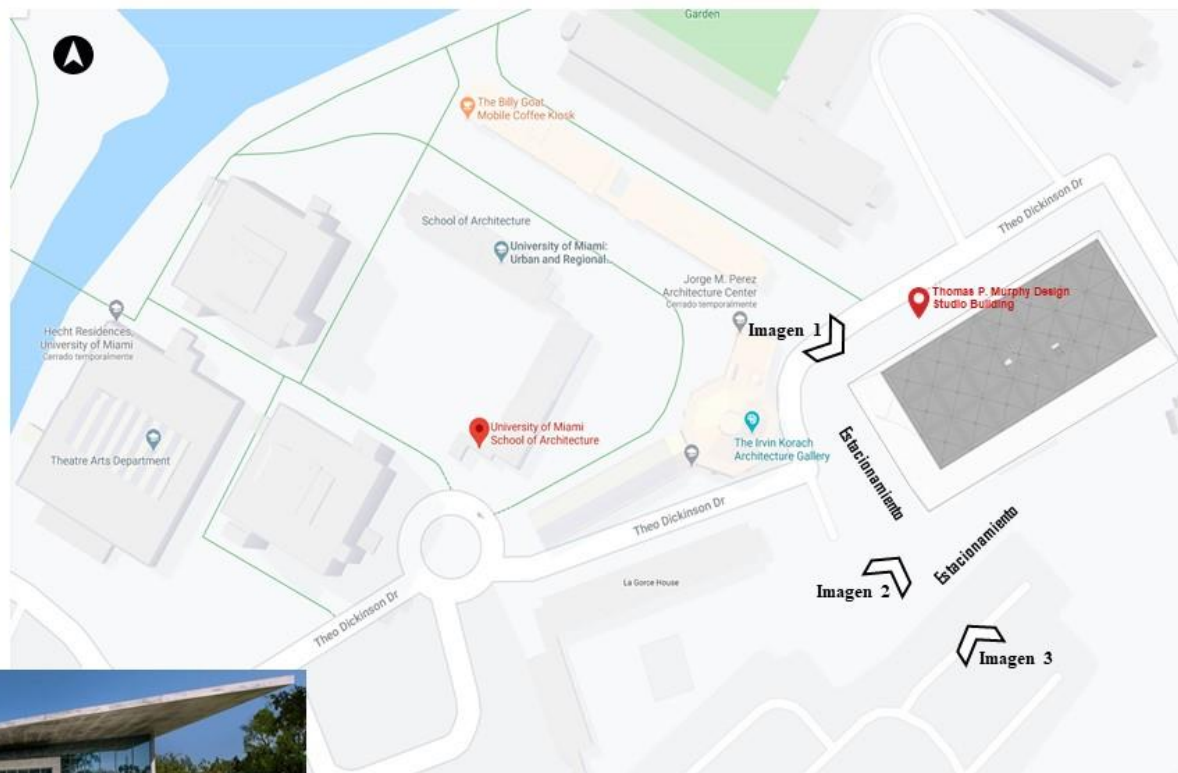 Garden
The Billy Goat
Mobile Coffee Kiosk
Theo Dickinson Dr
School of Architecture
University of Miami:
Urban and Regional...
Jorge M. Perez
Architecture Center
Cerrado temporalmente
Thomas P. Murphy Design
Studio Building
Imagen 1
Hecht Residences,
University of Miami
Cerrado temporalmente
University of Miami
School of Architecture
The Irvin Korach
Architecture Gallery
Theatre Arts Department
Estacionamiento
Theo Dickinson Dr
Estacionamiento
La Gorce House
Imagen 2
Theo Dickinson Dr
Imagen 3